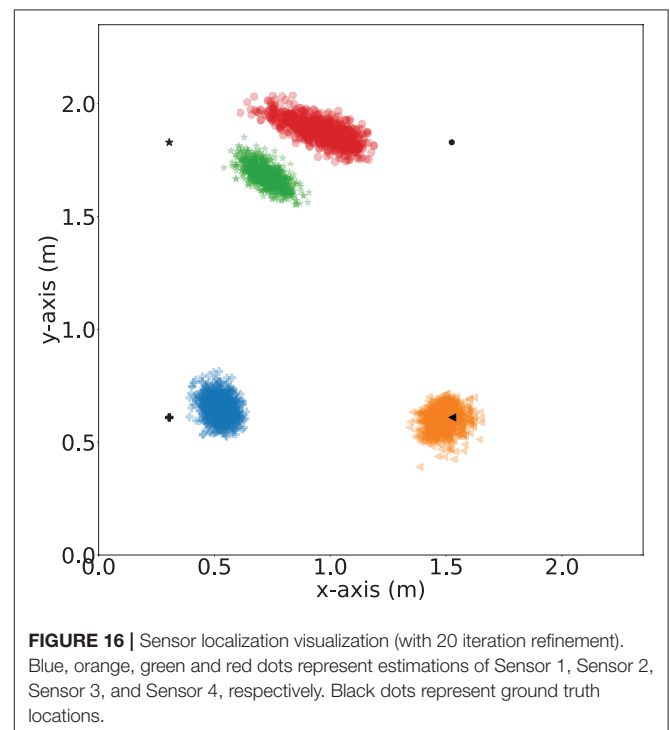 2.0
1.5
1.0
0.5
0.0
y-axis (m)
0.0 0.5 1.0 1.5 2.0
x-axis (m)
FIGURE 16 | Sensor localization visualization (with 20 iteration refinement).
Blue, orange, green and red dots represent estimations of Sensor 1, Sensor 2,
Sensor 3, and Sensor 4, respectively. Black dots represent ground truth
locations.